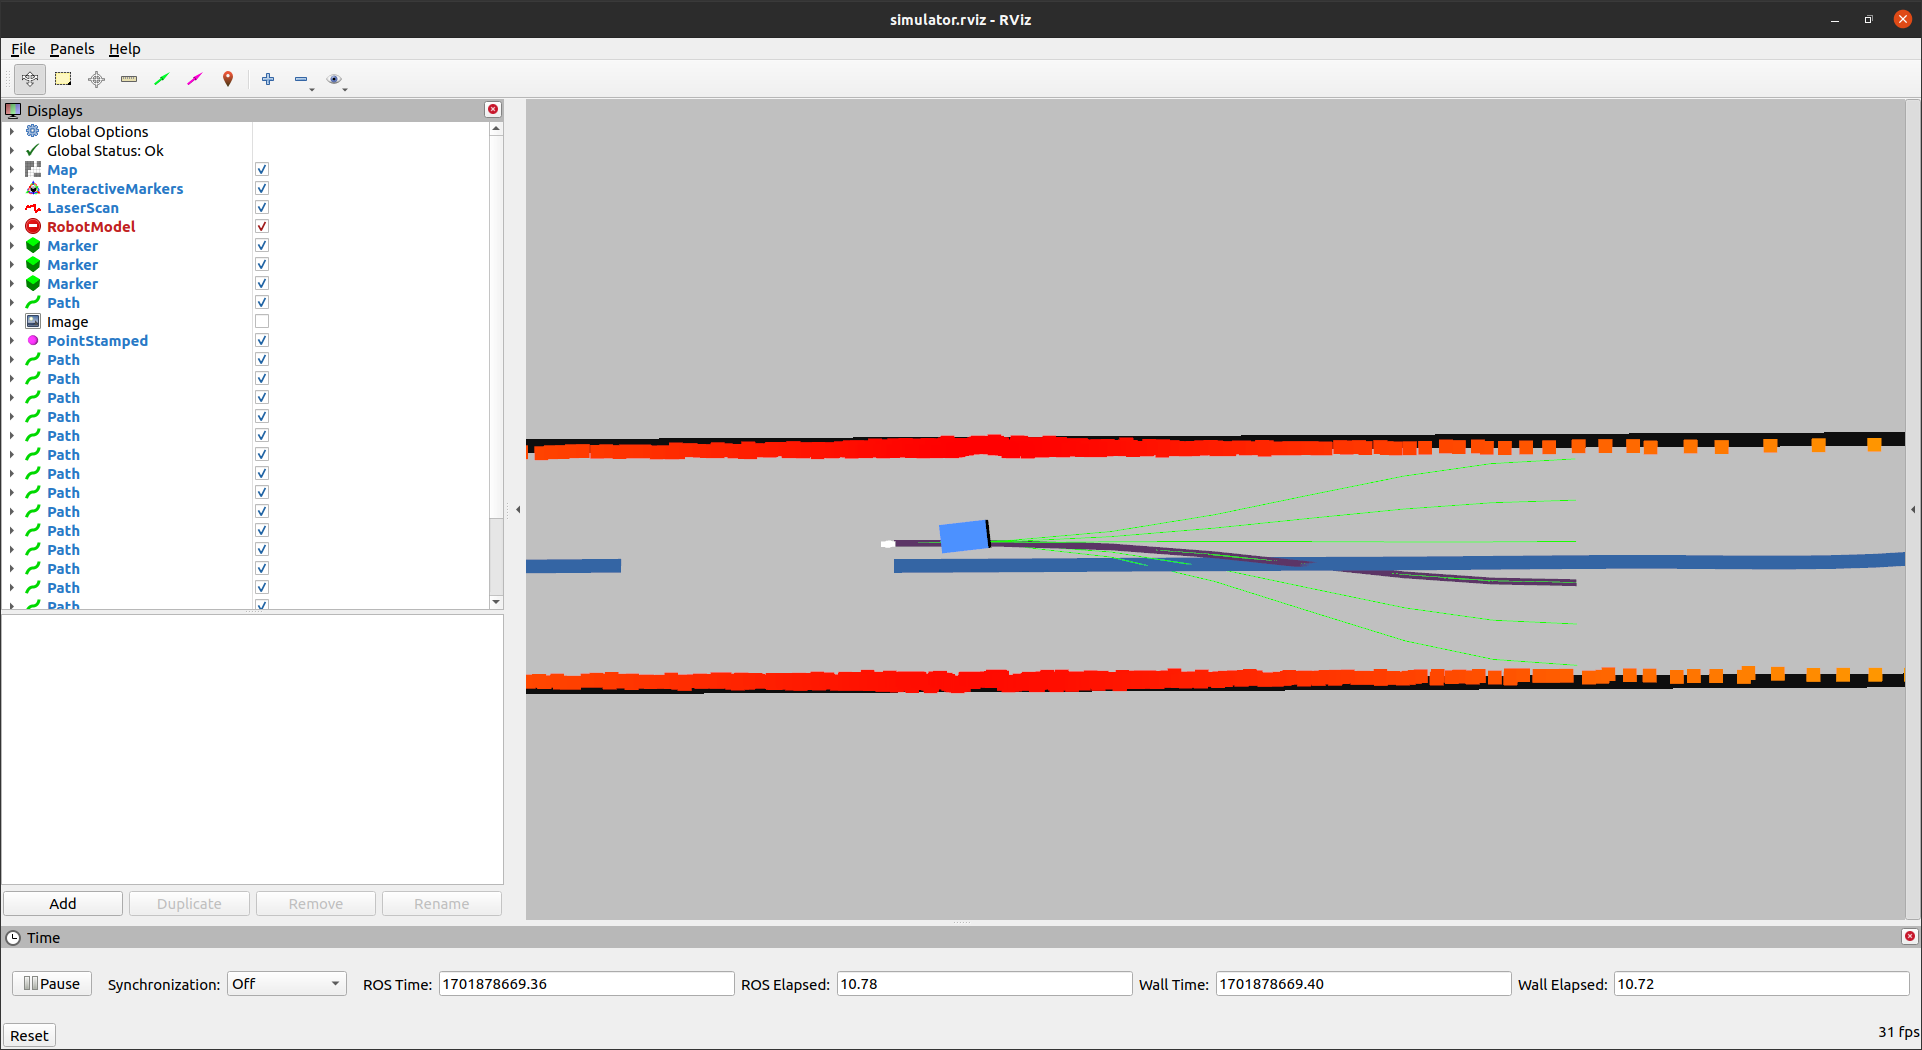 simulator.rviz - RViz
File Panels Help
Displays
Global Options
Global Status: Ok
Map
InteractiveMarkers
LaserScan
RobotModel
Marker
Marker
Marker
Path
Image
PointStamped
Path
Path
Path
Path
Path
Path
Path
Path
Path
Path
Path
Path
Path
Path
Add Duplicate Remove Rename
Time
Pause Synchronization: Off ROS Time: 1701878669.36 ROS Elapsed: 10.78 Wall Time: 1701878669.40 Wall Elapsed: 10.72
Reset 31 fps